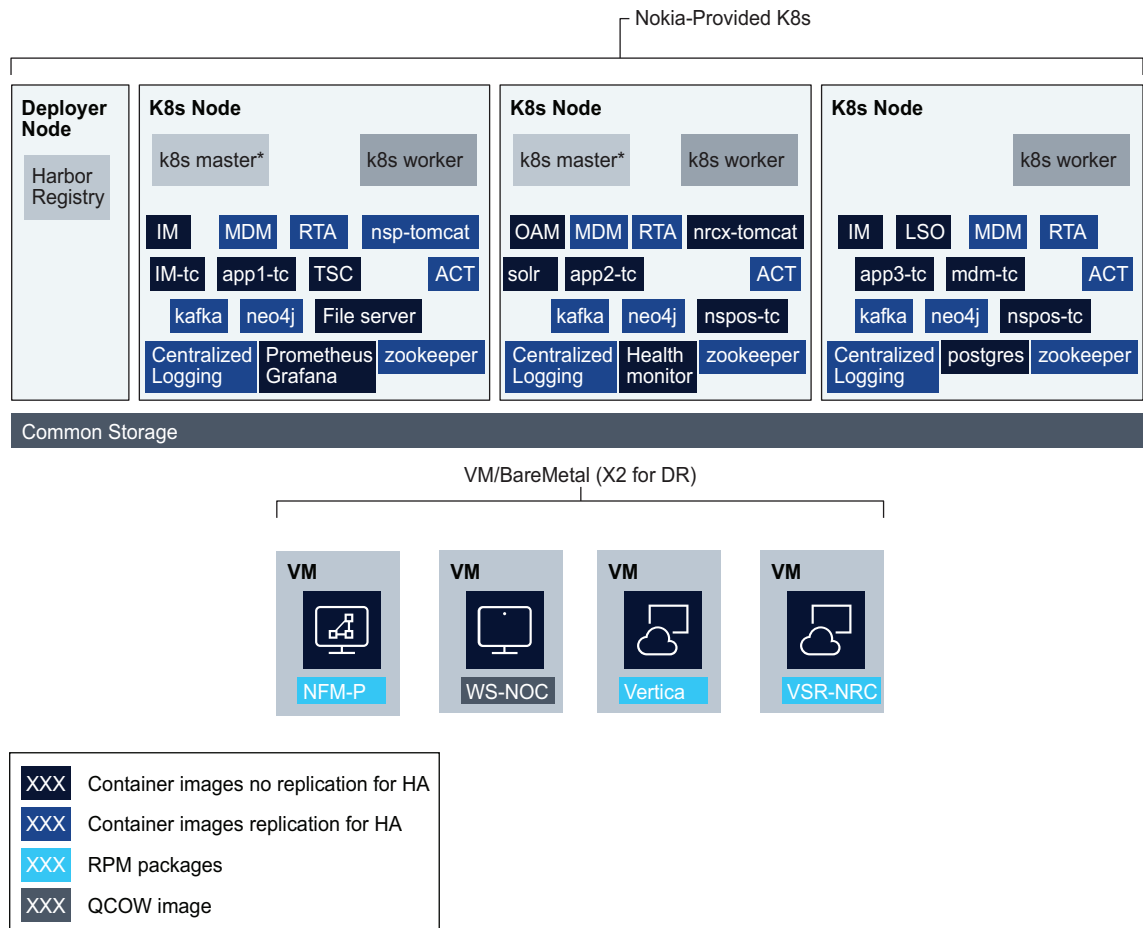 Nokia-Provided K8s
Deployer
Node
Harbor
Registry
K8s Node
k8s master*
k8s worker
IM
MDM
RTA
nsp-tomcat
IM-tc
app1-tc
TSC
ACT
kafka
neo4j
File server
Centralized
Logging
Prometheus
Grafana
zookeeper
K8s Node
k8s master*
k8s worker
OAM
MDM
RTA
nrcx-tomcat
solr
app2-tc
ACT
kafka
neo4j
nspos-tc
Centralized
Logging
Health
monitor
zookeeper
K8s Node
k8s worker
IM
LSO
MDM
RTA
app3-tc
mdm-tc
ACT
kafka
neo4j
nspos-tc
Centralized
Logging
postgres
zookeeper
Common Storage
VM/BareMetal (X2 for DR)
VM
NFM-P
VM
WS-NOC
VM
Vertica
VM
VSR-NRC
XXX Container images no replication for HA
XXX Container images replication for HA
XXX RPM packages
XXX QCOW image